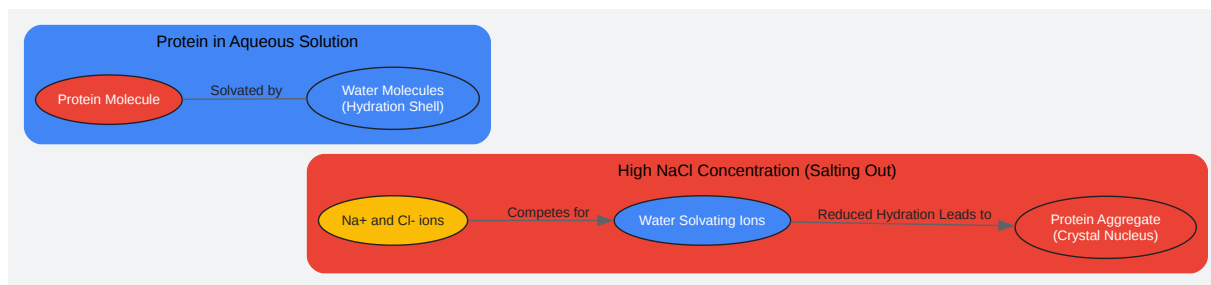 Protein in Aqueous Solution
Protein Molecule
Solvated by
Water Molecules
(Hydration Shell)
High NaCl Concentration (Salting Out)
Na+ and Cl- ions
Competes for
Water Solvating Ions
Reduced Hydration Leads to
Protein Aggregate
(Crystal Nucleus)